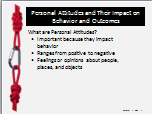 Personal Attitudes and Their Impact on
Behavior and Outcomes
What are Personal Attitudes?
• Important because they impact
behavior
• Ranges from positive to negative
• Feelings or opinions about people,
places, and objects